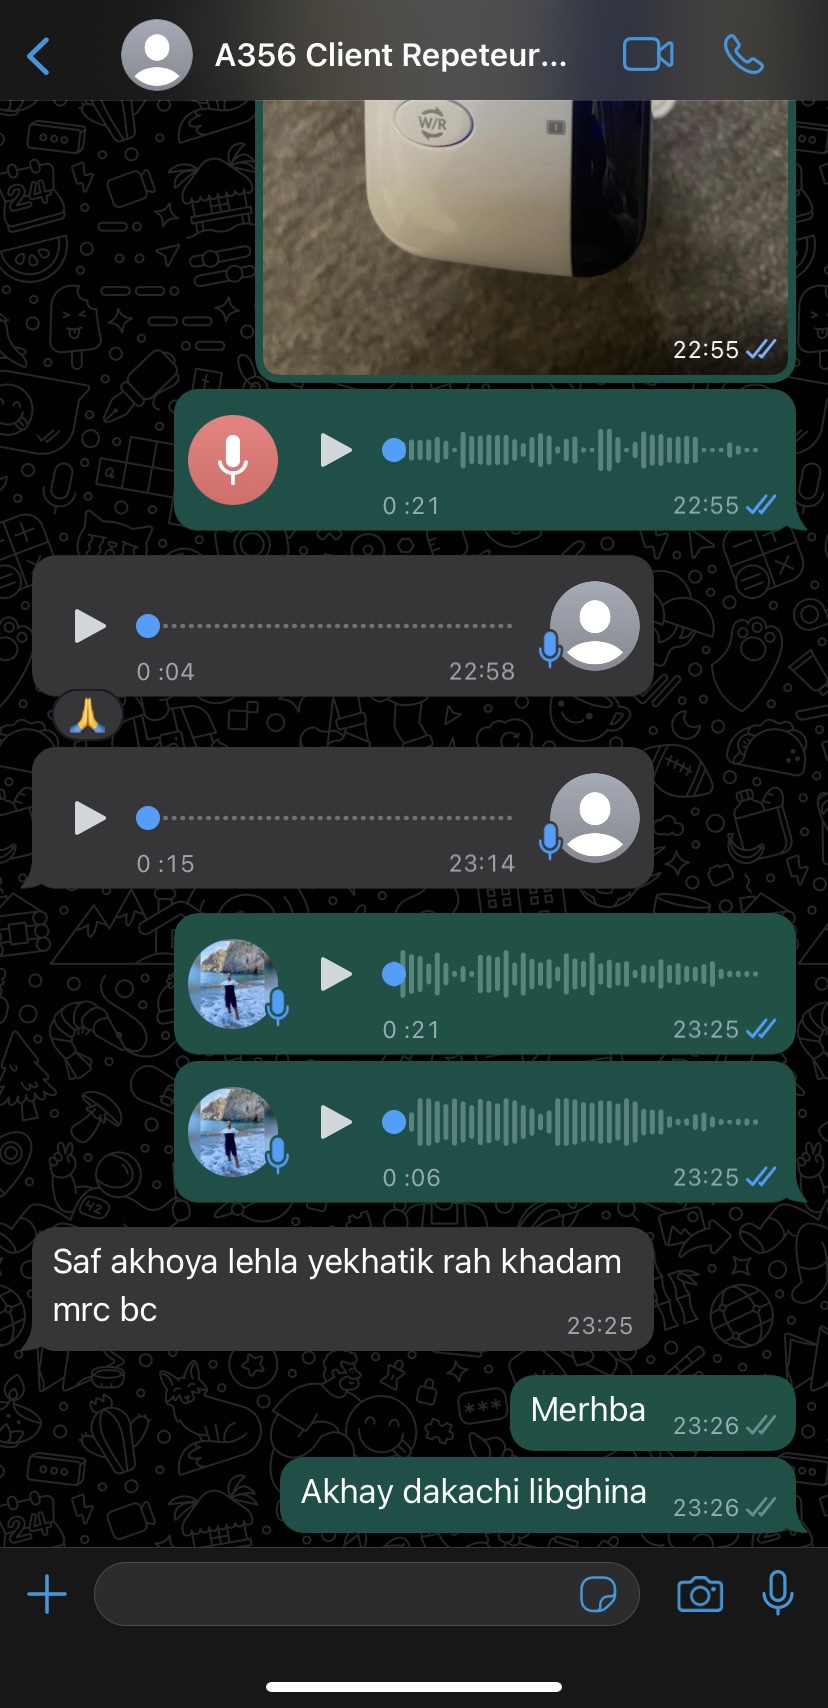 A356 Client Repeteur...
W/R
22:55
0 :21
22:55
0 :04
22:58
🙏
0 :15
23:14
0 :21
23:25
0 :06
23:25
Saf akhoya lehla yekhatik rah khadam
mrc bc
23:25
Merhba
23:26
Akhay dakachi libghina
23:26